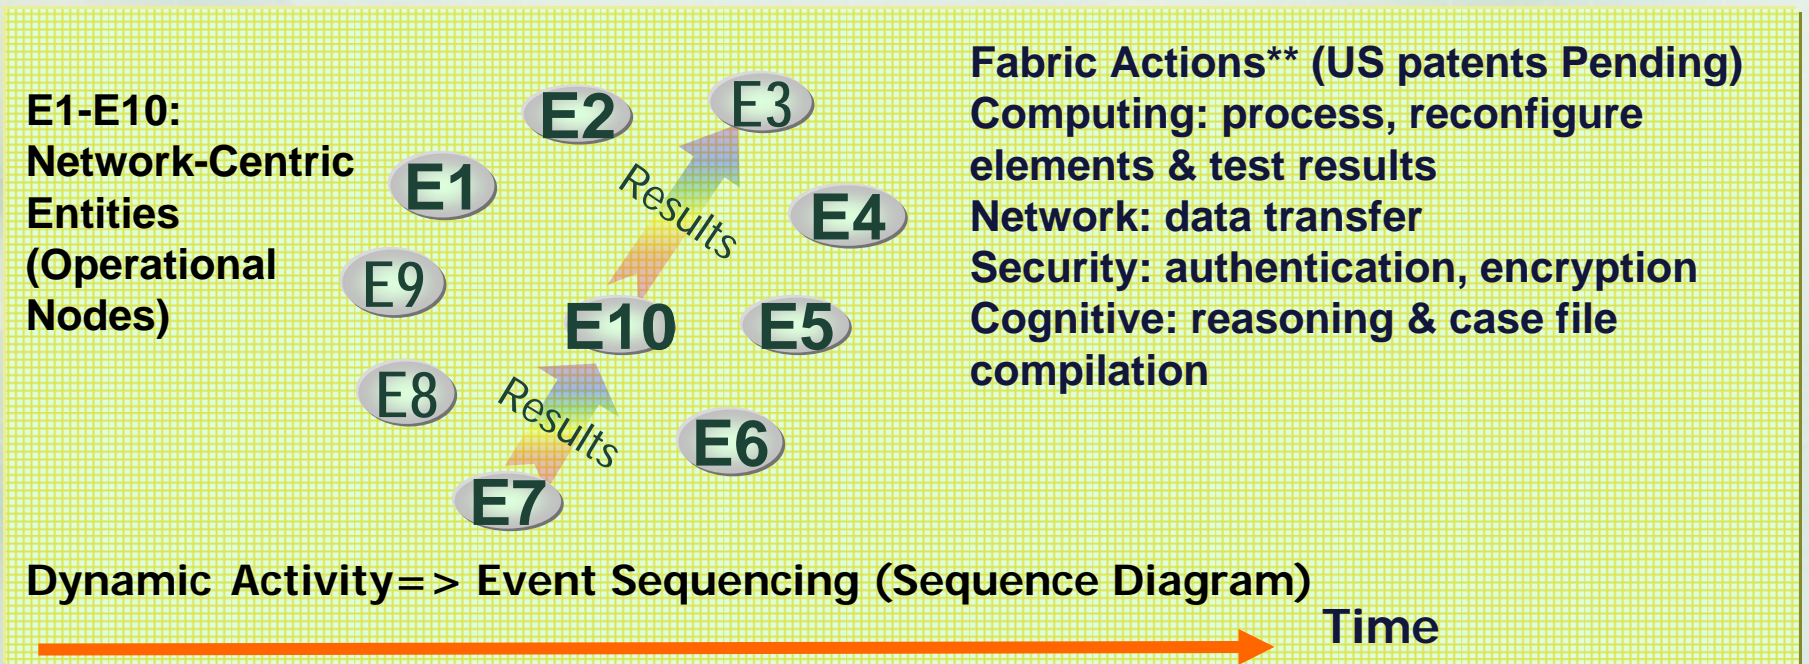 E1-E10:
Network-Centric
Entities
(Operational
Nodes)
E2
E3
E1
Results
E4
E9
E10
E5
E8
Results
E6
E7
Fabric Actions** (US patents Pending)
Computing: process, reconfigure
elements & test results
Network: data transfer
Security: authentication, encryption
Cognitive: reasoning & case file
compilation
Dynamic Activity=> Event Sequencing (Sequence Diagram)
Time